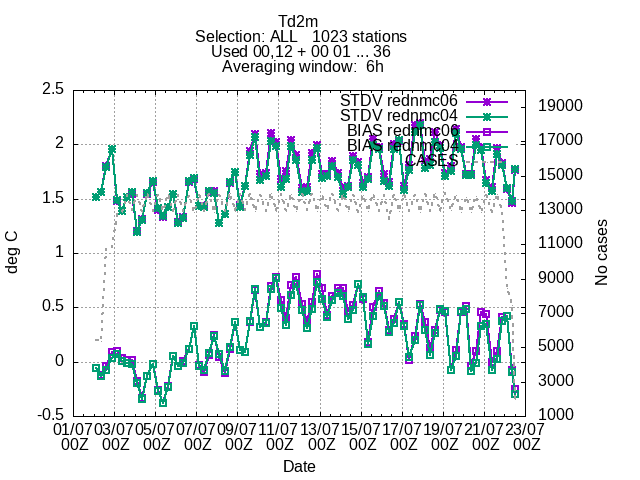 Td2m
Selection: ALL 1023 stations
Used 00,12 + 00 01 ... 36
Averaging window: 6h
STDV rednmc06
STDV rednmc04
BIAS rednmc06
BIAS rednmc04
CASES
2.5
2
1.5
1
0.5
0
-0.5
deg C
19000
17000
15000
13000
11000
9000
7000
5000
3000
1000
No cases
01/07 03/07 05/07 07/07 09/07 11/07 13/07 15/07 17/07 19/07 21/07 23/07
00Z 00Z 00Z 00Z 00Z 00Z 00Z 00Z 00Z 00Z 00Z 00Z
Date